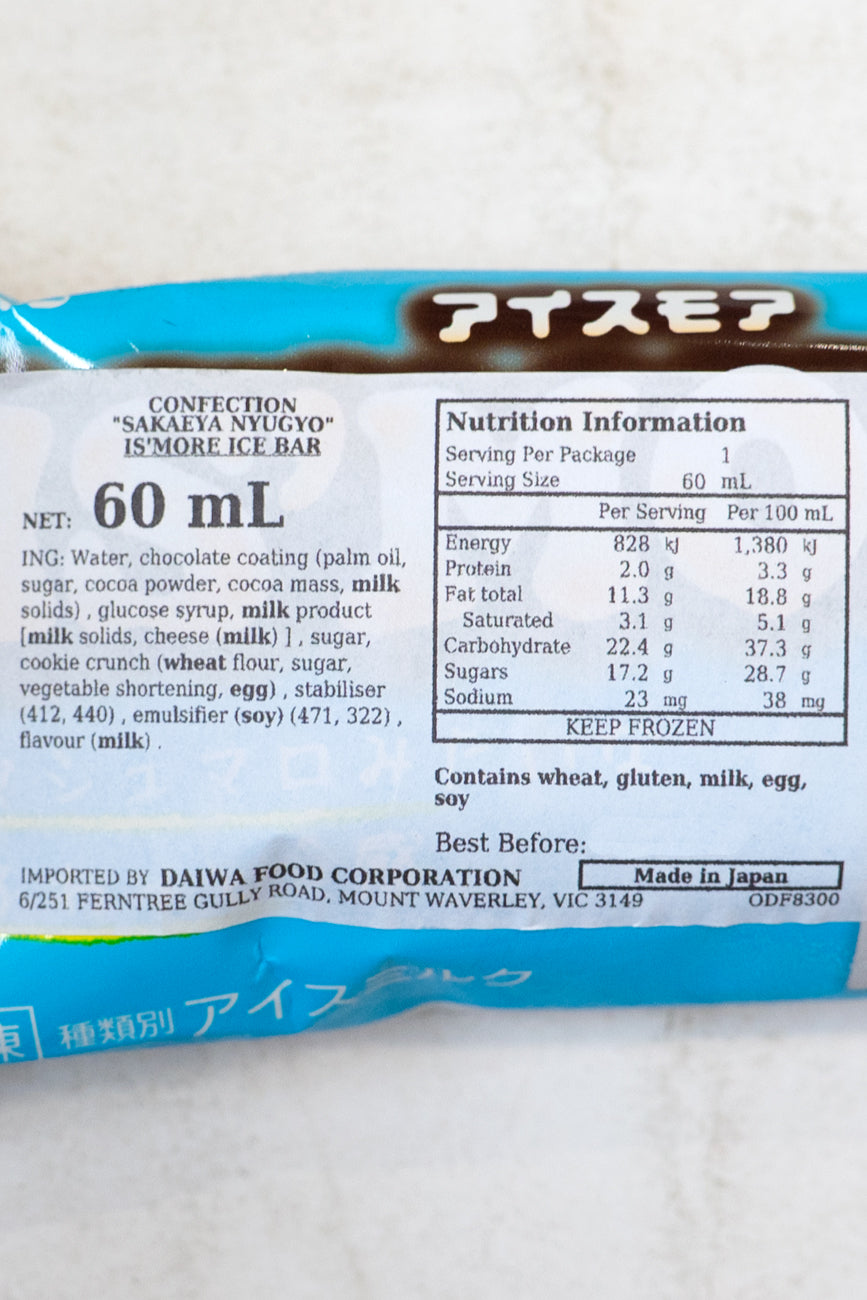 アイスモア
CONFECTION
"SAKAEYA NYUGYO"
IS'MORE ICE BAR
NET: 60 mL
ING: Water, chocolate coating (palm oil,
sugar, cocoa powder, cocoa mass, milk
solids) , glucose syrup, milk product
[milk solids, cheese (milk) ] , sugar,
cookie crunch (wheat flour, sugar,
vegetable shortening, egg) , stabiliser
(412, 440) , emulsifier (soy) (471, 322) ,
flavour (milk) .
Nutrition Information
Serving Per Package 1
Serving Size 60 mL
Per Serving Per 100 mL
Energy 828 kJ 1,380 kJ
Protein 2.0 g 3.3 g
Fat total 11.3 g 18.8 g
Saturated 3.1 g 5.1 g
Carbohydrate 22.4 g 37.3 g
Sugars 17.2 g 28.7 g
Sodium 23 mg 38 mg
KEEP FROZEN
Contains wheat, gluten, milk, egg,
soy
Best Before:
Made in Japan
IMPORTED BY DAIWA FOOD CORPORATION
6/251 FERNTREE GULLY ROAD, MOUNT WAVERLEY, VIC 3149 ODF8300
種類別 アイスミルク